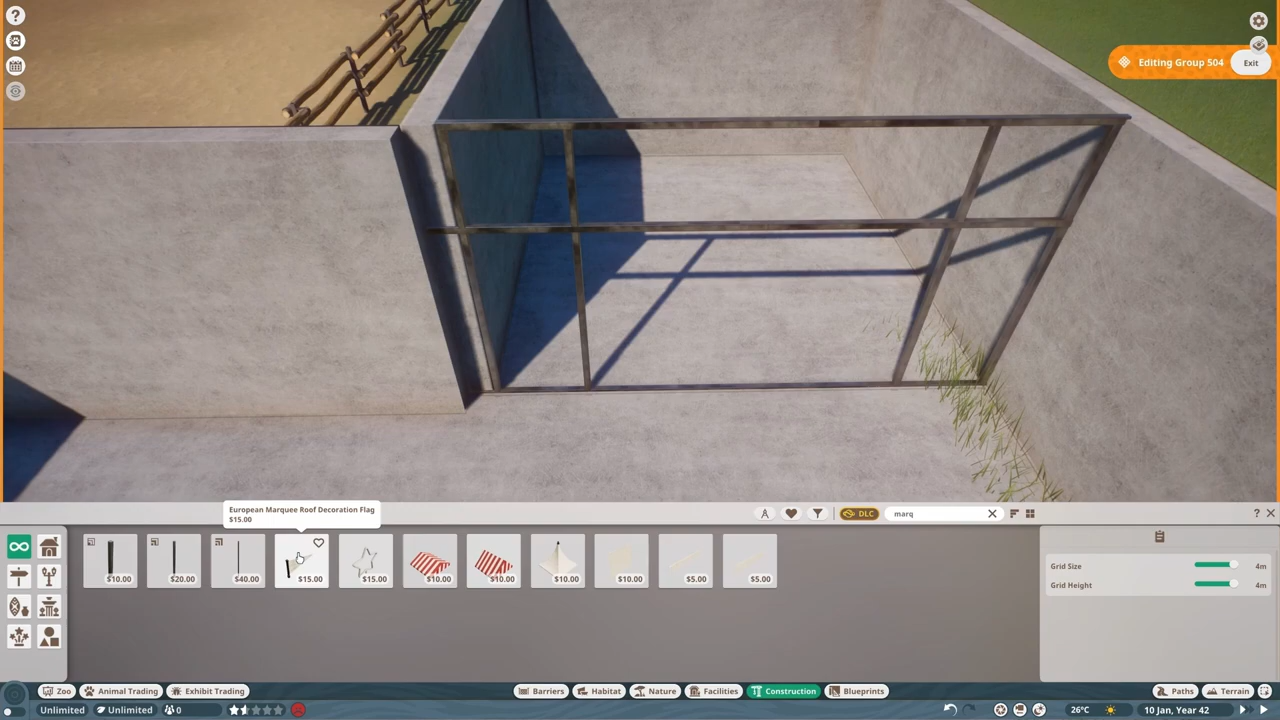 ?
Editing Group 504
Exit
European Marquee Roof Decoration Flag
$15.00
DLC
marq
?
$10.00
$20.00
$40.00
$15.00
$15.00
$10.00
$10.00
$10.00
$10.00
$5.00
$5.00
Grid Size
4m
Grid Height
4m
Zoo
Animal Trading
Exhibit Trading
Barriers
Habitat
Nature
Facilities
Construction
Blueprints
Paths
Terrain
Unlimited
Unlimited
0
26°C
10 Jan, Year 42